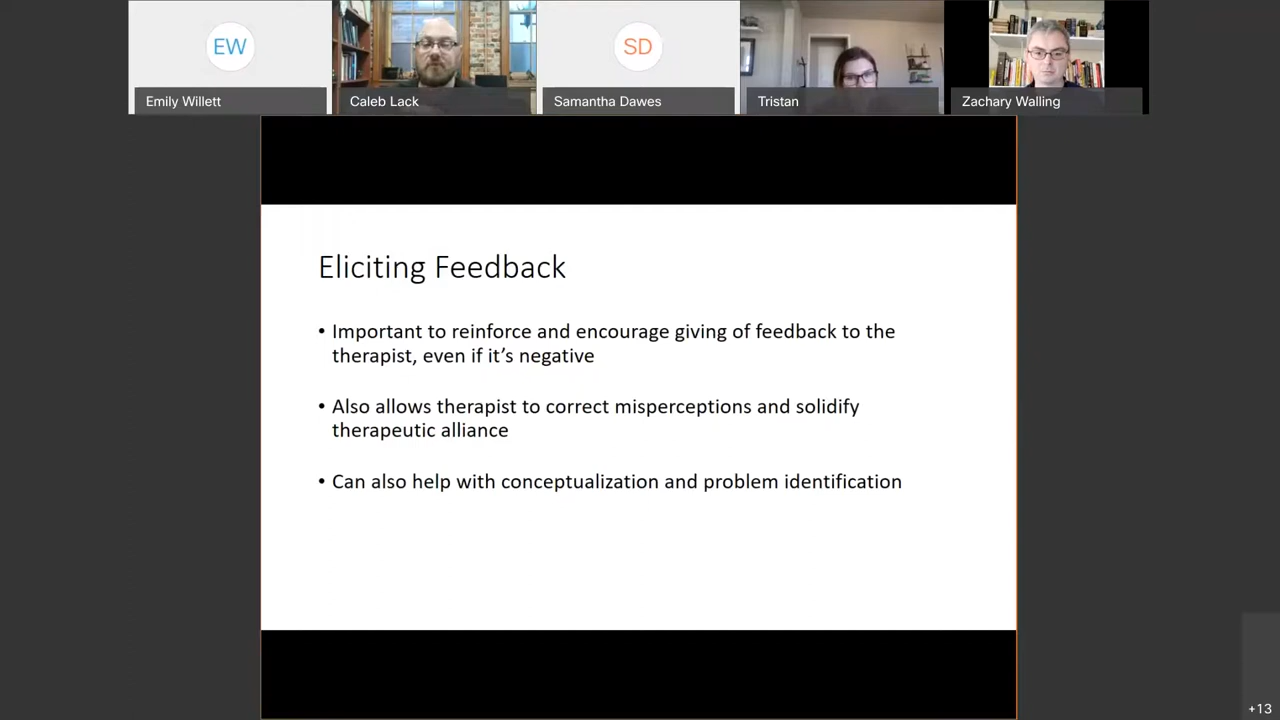 EW
SD
Emily Willett
Caleb Lack
Samantha Dawes
Tristan
Zachary Walling
Eliciting Feedback
• Important to reinforce and encourage giving of feedback to the
therapist, even if it’s negative
• Also allows therapist to correct misperceptions and solidify
therapeutic alliance
• Can also help with conceptualization and problem identification
+13